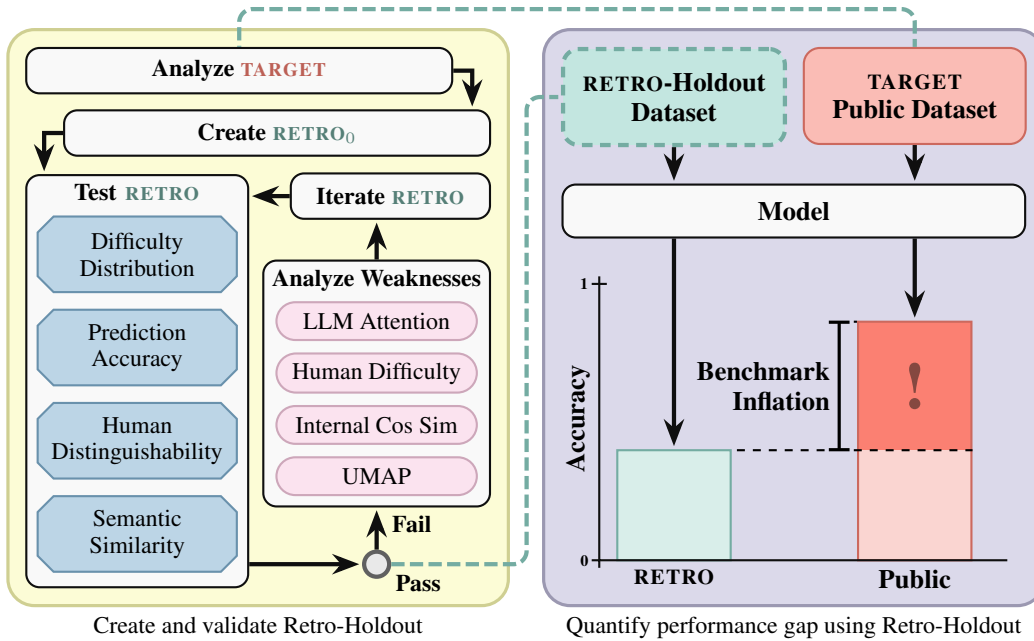 Analyze TARGET
Create RETRO₀
Test RETRO
Difficulty
Distribution
Prediction
Accuracy
Human
Distinguishability
Semantic
Similarity
Iterate RETRO
Analyze Weaknesses
LLM Attention
Human Difficulty
Internal Cos Sim
UMAP
Fail
Pass
Create and validate Retro-Holdout
RETRO-Holdout
Dataset
TARGET
Public Dataset
Model
1
Accuracy
0
Benchmark
Inflation
!
RETRO
Public
Quantify performance gap using Retro-Holdout